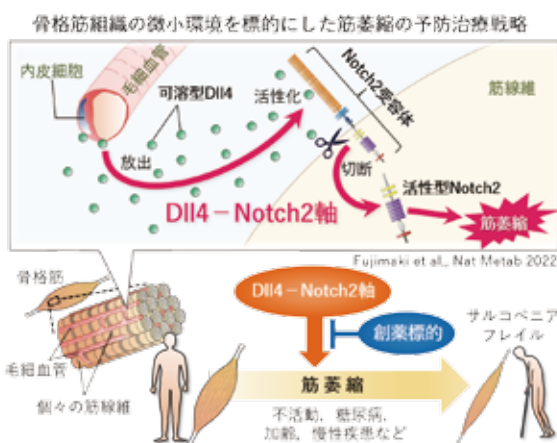 骨格筋組織の微小環境を標的にした筋萎縮の予防治療戦略
内皮細胞
毛細血管
可溶型Dll4
活性化
Notch2受容体
筋線維
放出
切断
活性型Notch2
Dll4－Notch2軸
筋萎縮
Fujimaki et al., Nat Metab 2022
骨格筋
Dll4－Notch2軸
創薬標的
サルコペニア
フレイル
毛細血管
個々の筋線維
筋萎縮
不活動, 糖尿病,
加齢, 慢性疾患など